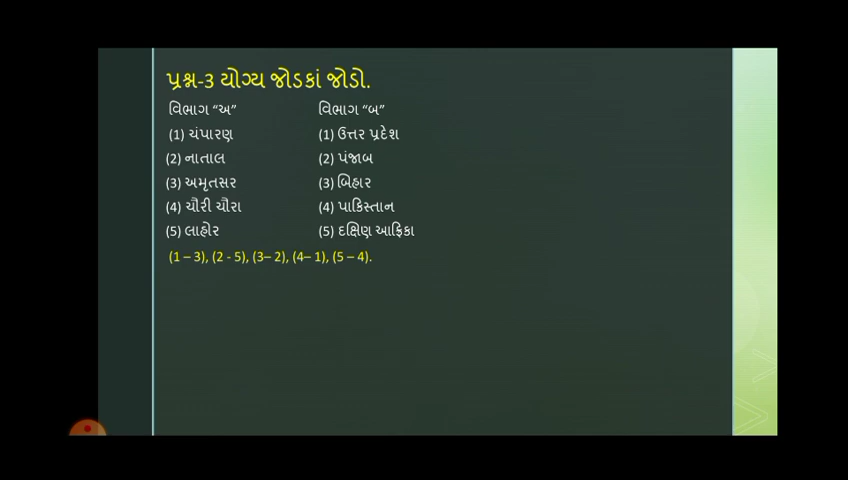 પ્રશ્ન-3 યોગ્ય જોડકાં જોડો.
વિભાગ “અ” વિભાગ “બ”
(1) ચંપારણ (1) ઉત્તર પ્રદેશ
(2) નાતાલ (2) પંજાબ
(3) અમૃતસર (3) બિહાર
(4) ચૌરી ચૌરા (4) પાકિસ્તાન
(5) લાહોર (5) દક્ષિણ આફ્રિકા
(1 – 3), (2 - 5), (3– 2), (4– 1), (5 – 4).